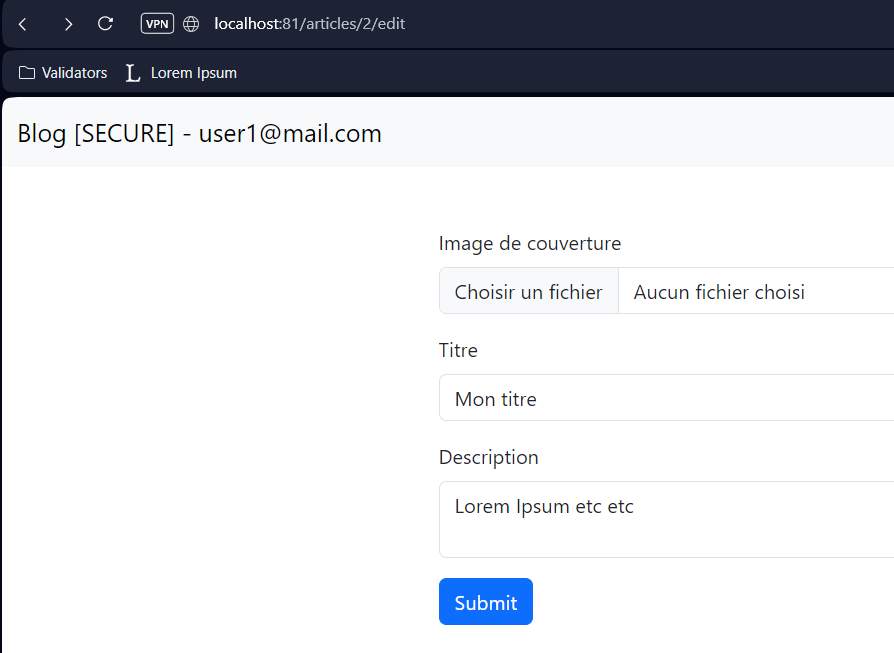 VPN localhost:81/articles/2/edit
Validators Lorem Ipsum
Blog [SECURE] - user1@mail.com
Image de couverture
Choisir un fichier Aucun fichier choisi
Titre
Mon titre
Description
Lorem Ipsum etc etc
Submit